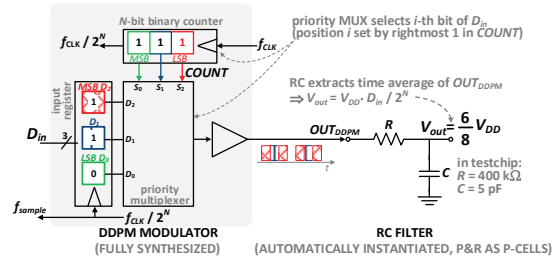 N-bit binary counter
priority MUX selects i-th bit of Din
(position i set by rightmost 1 in COUNT)
fCLK / 2^N
1 1 1
fCLK
MSB LSB
COUNT
RC extracts time average of OUTDDPM
⇒ Vout = VDD· Din / 2^N
input register
MSB D2
1
S0 S1 S2
D2
Din
3
D1
1
D1
LSB D0
0
D0
priority multiplexer
OUTDDPM
R
Vout = 6/8 VDD
t
C
in testchip:
R = 400 kΩ
C = 5 pF
fsample
fCLK / 2^N
DDPM MODULATOR
(FULLY SYNTHESIZED)
RC FILTER
(AUTOMATICALLY INSTANTIATED, P&R AS P-CELLS)